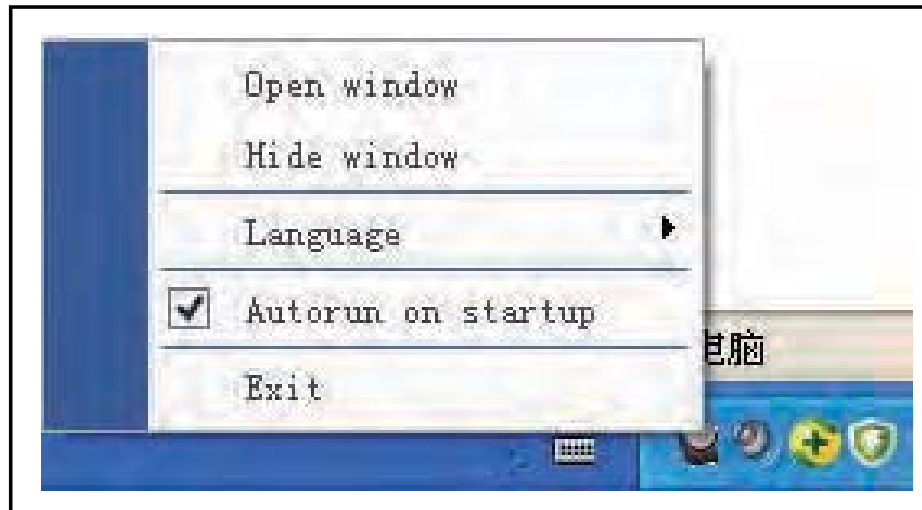 Open window
Hide window
Language
Autorun on startup
电脑
Exit